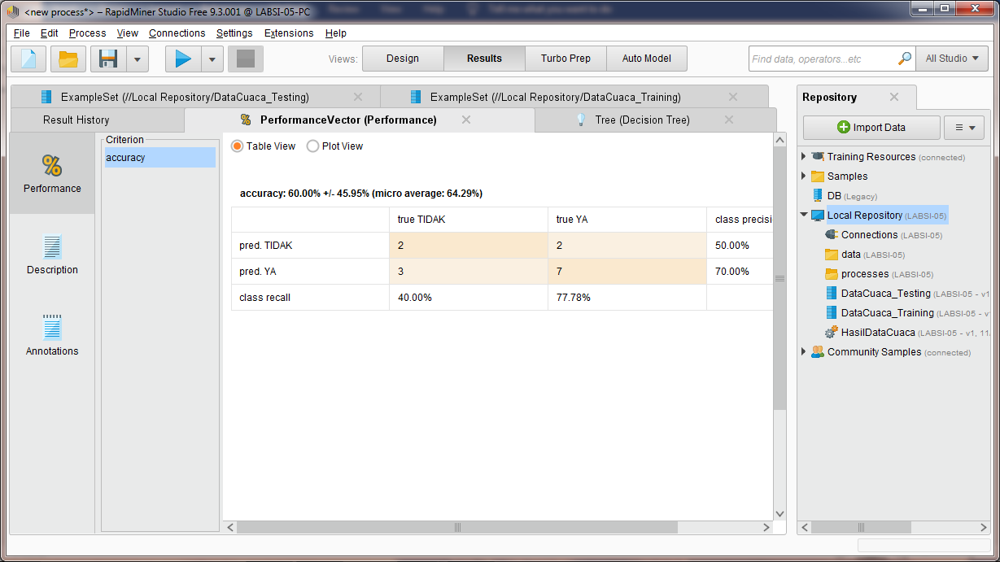 <new process*> – RapidMiner Studio Free 9.3.001 @ LABSI-05-PC
File Edit Process View Connections Settings Extensions Help
Views: Design Results Turbo Prep Auto Model Find data, operators...etc All Studio
ExampleSet (//Local Repository/DataCuaca_Testing) ExampleSet (//Local Repository/DataCuaca_Training)
Result History PerformanceVector (Performance) Tree (Decision Tree)
Performance
Description
Annotations
Criterion
accuracy
Table View Plot View
accuracy: 60.00% +/- 45.95% (micro average: 64.29%)
true TIDAK true YA class precisi
pred. TIDAK 2 2 50.00%
pred. YA 3 7 70.00%
class recall 40.00% 77.78%
Repository
Import Data
Training Resources (connected)
Samples
DB (Legacy)
Local Repository (LABSI-05)
Connections (LABSI-05)
data (LABSI-05)
processes (LABSI-05)
DataCuaca_Testing (LABSI-05 - v1
DataCuaca_Training (LABSI-05 - v
HasilDataCuaca (LABSI-05 - v1, 11/
Community Samples (connected)